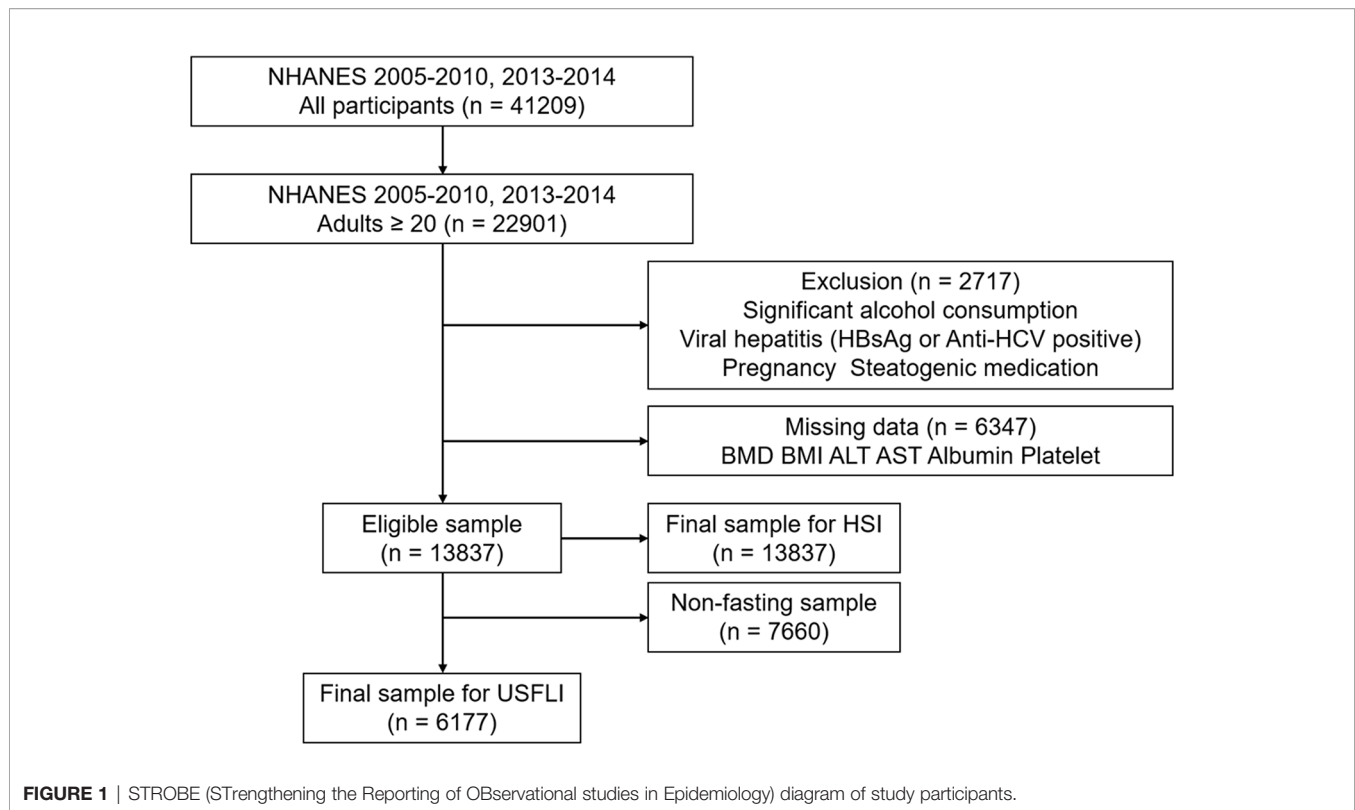 NHANES 2005-2010, 2013-2014
All participants (n = 41209)
NHANES 2005-2010, 2013-2014
Adults ≥ 20 (n = 22901)
Exclusion (n = 2717)
Significant alcohol consumption
Viral hepatitis (HBsAg or Anti-HCV positive)
Pregnancy  Steatogenic medication
Missing data (n = 6347)
BMD BMI ALT AST Albumin Platelet
Eligible sample
(n = 13837)
Final sample for HSI
(n = 13837)
Non-fasting sample
(n = 7660)
Final sample for USFLI
(n = 6177)
FIGURE 1 | STROBE (STrengthening the Reporting of OBservational studies in Epidemiology) diagram of study participants.